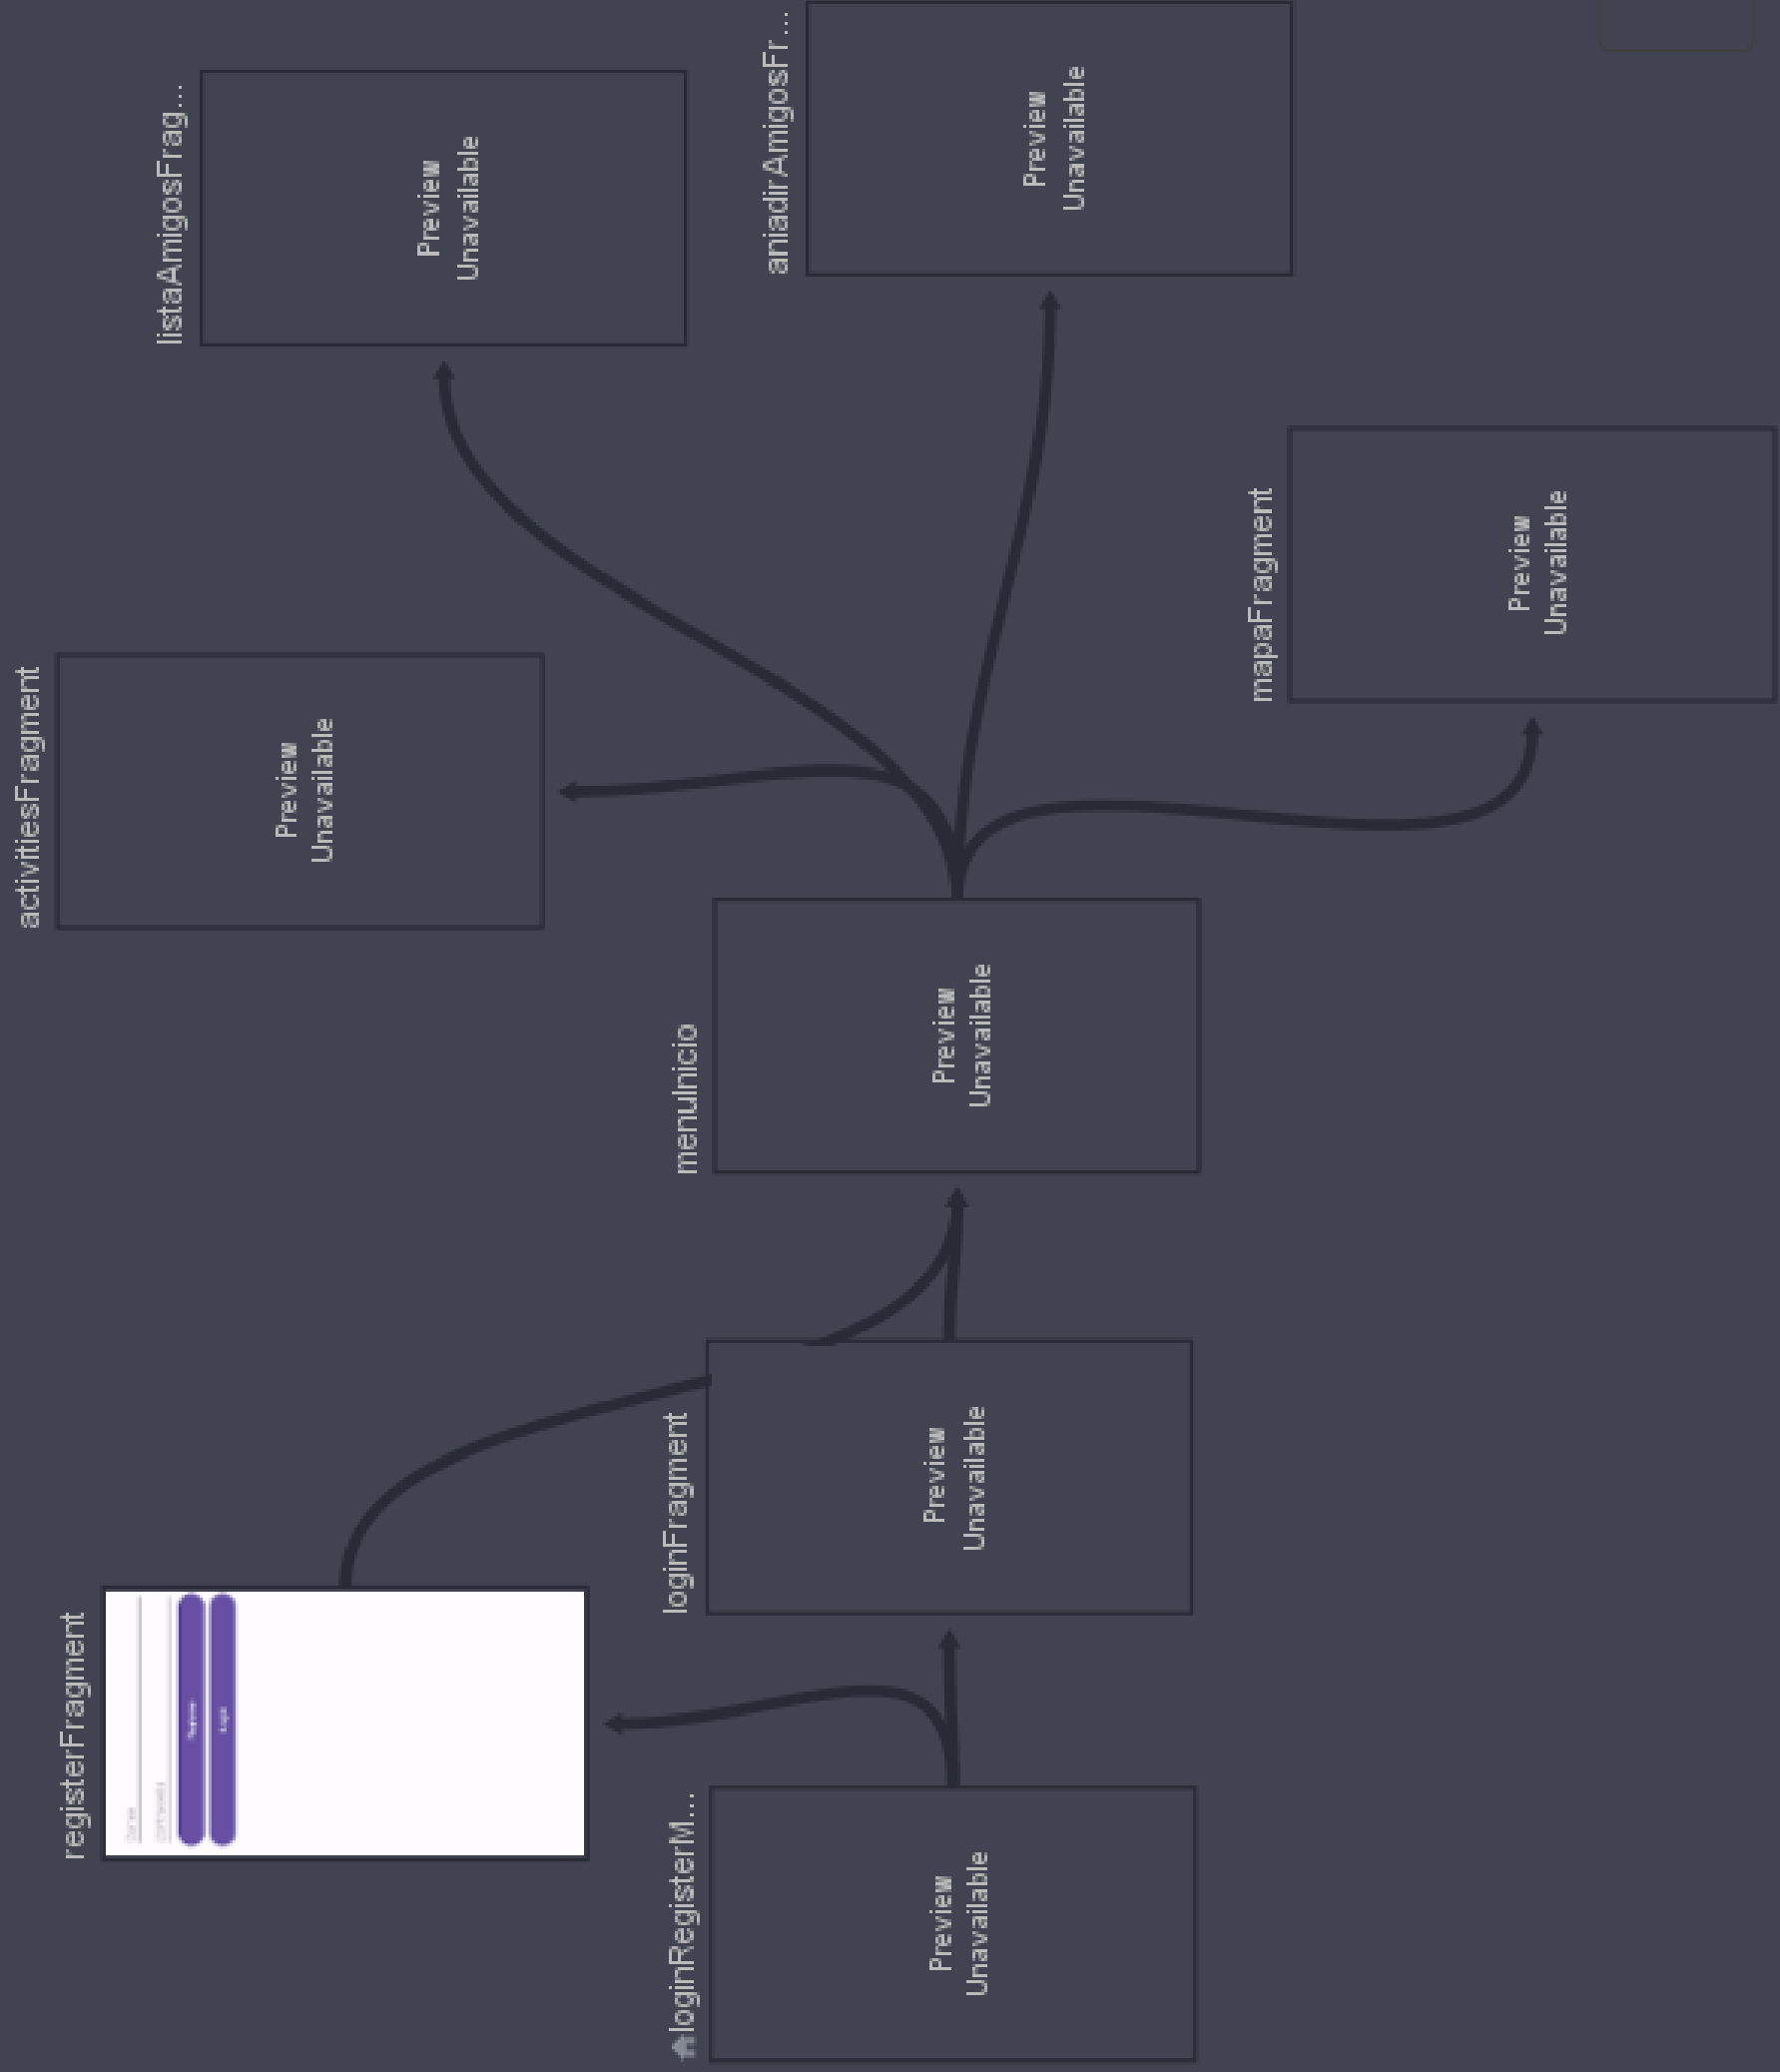 registerFragment
activitiesFragment
Preview
Unavailable
listaAmigosFrag...
Preview
Unavailable
loginRegisterM...
Preview
Unavailable
loginFragment
Preview
Unavailable
menuInicio
Preview
Unavailable
aniadirAmigosFr...
Preview
Unavailable
mapaFragment
Preview
Unavailable